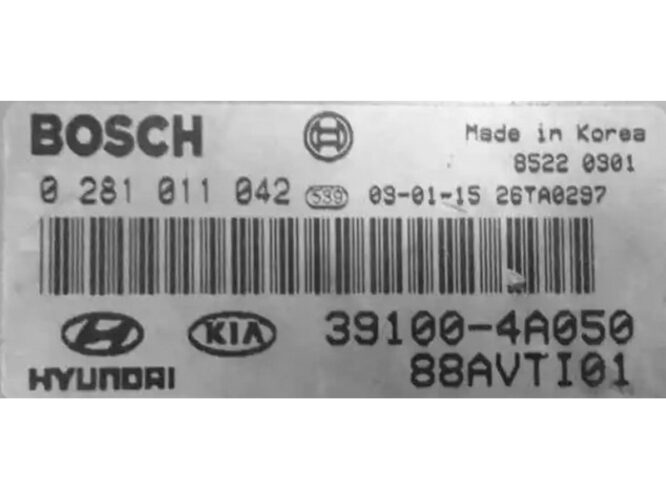 BOSCH Made in Korea
8522 0301
0 281 011 042 539 03-01-15 26TA0297
KIA 39100-4A050
HYUNDAI 88AVTI01